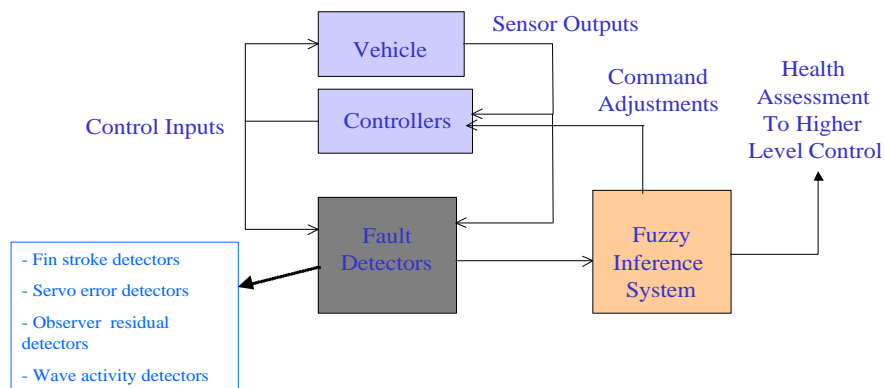 Sensor Outputs
Vehicle
Command
Adjustments
Health
Assessment
To Higher
Level Control
Control Inputs
Controllers
Fault
Detectors
Fuzzy
Inference
System
- Fin stroke detectors
- Servo error detectors
- Observer residual
detectors
- Wave activity detectors